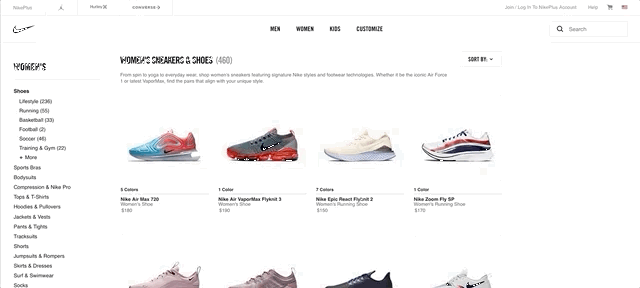 NikePlus
Hurley
CONVERSE
Join / Log In To NikePlus Account
Help
MEN
WOMEN
KIDS
CUSTOMIZE
Search
WOMEN'S
WOMEN'S SNEAKERS & SHOES (460)
SORT BY:
From spin to yoga to everyday wear, shop women's sneakers featuring signature Nike styles and footwear technologies. Whether it be the iconic Air Force
1 or latest VaporMax, find the pairs that align with your unique style.
Shoes
Lifestyle (236)
Running (55)
Basketball (33)
Football (2)
Soccer (46)
Training & Gym (22)
+ More
Sports Bras
Bodysuits
Compression & Nike Pro
Tops & T-Shirts
Hoodies & Pullovers
Jackets & Vests
Pants & Tights
Tracksuits
Shorts
Jumpsuits & Rompers
Skirts & Dresses
Surf & Swimwear
Socks
5 Colors
Nike Air Max 720
Women's Shoe
$180
1 Color
Nike Air VaporMax Flyknit 3
Women's Shoe
$190
7 Colors
Nike Epic React Flyknit 2
Women's Running Shoe
$150
1 Color
Nike Zoom Fly SP
Women's Running Shoe
$170